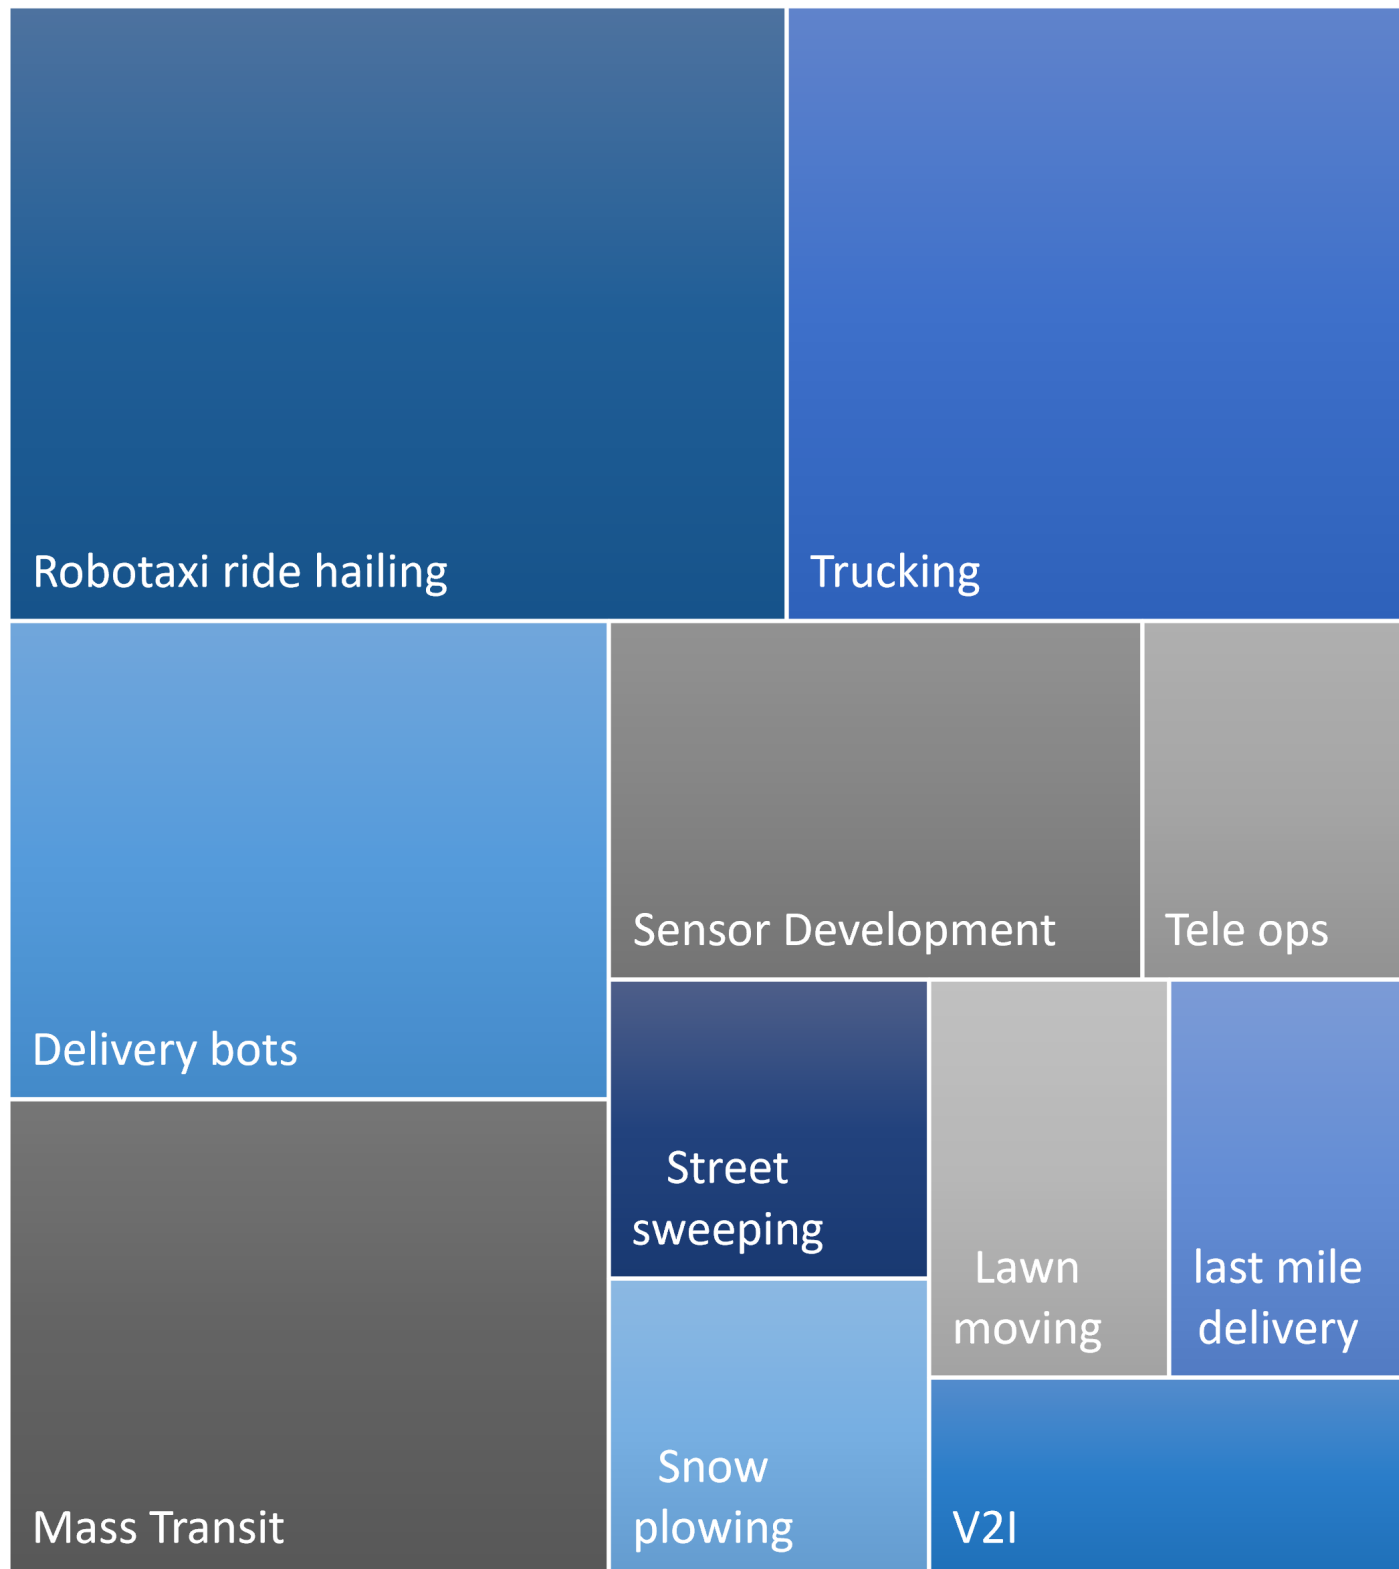 Robotaxi ride hailing
Trucking
Delivery bots
Sensor Development
Tele ops
Mass Transit
Street
sweeping
Snow
plowing
Lawn
moving
last mile
delivery
V2I